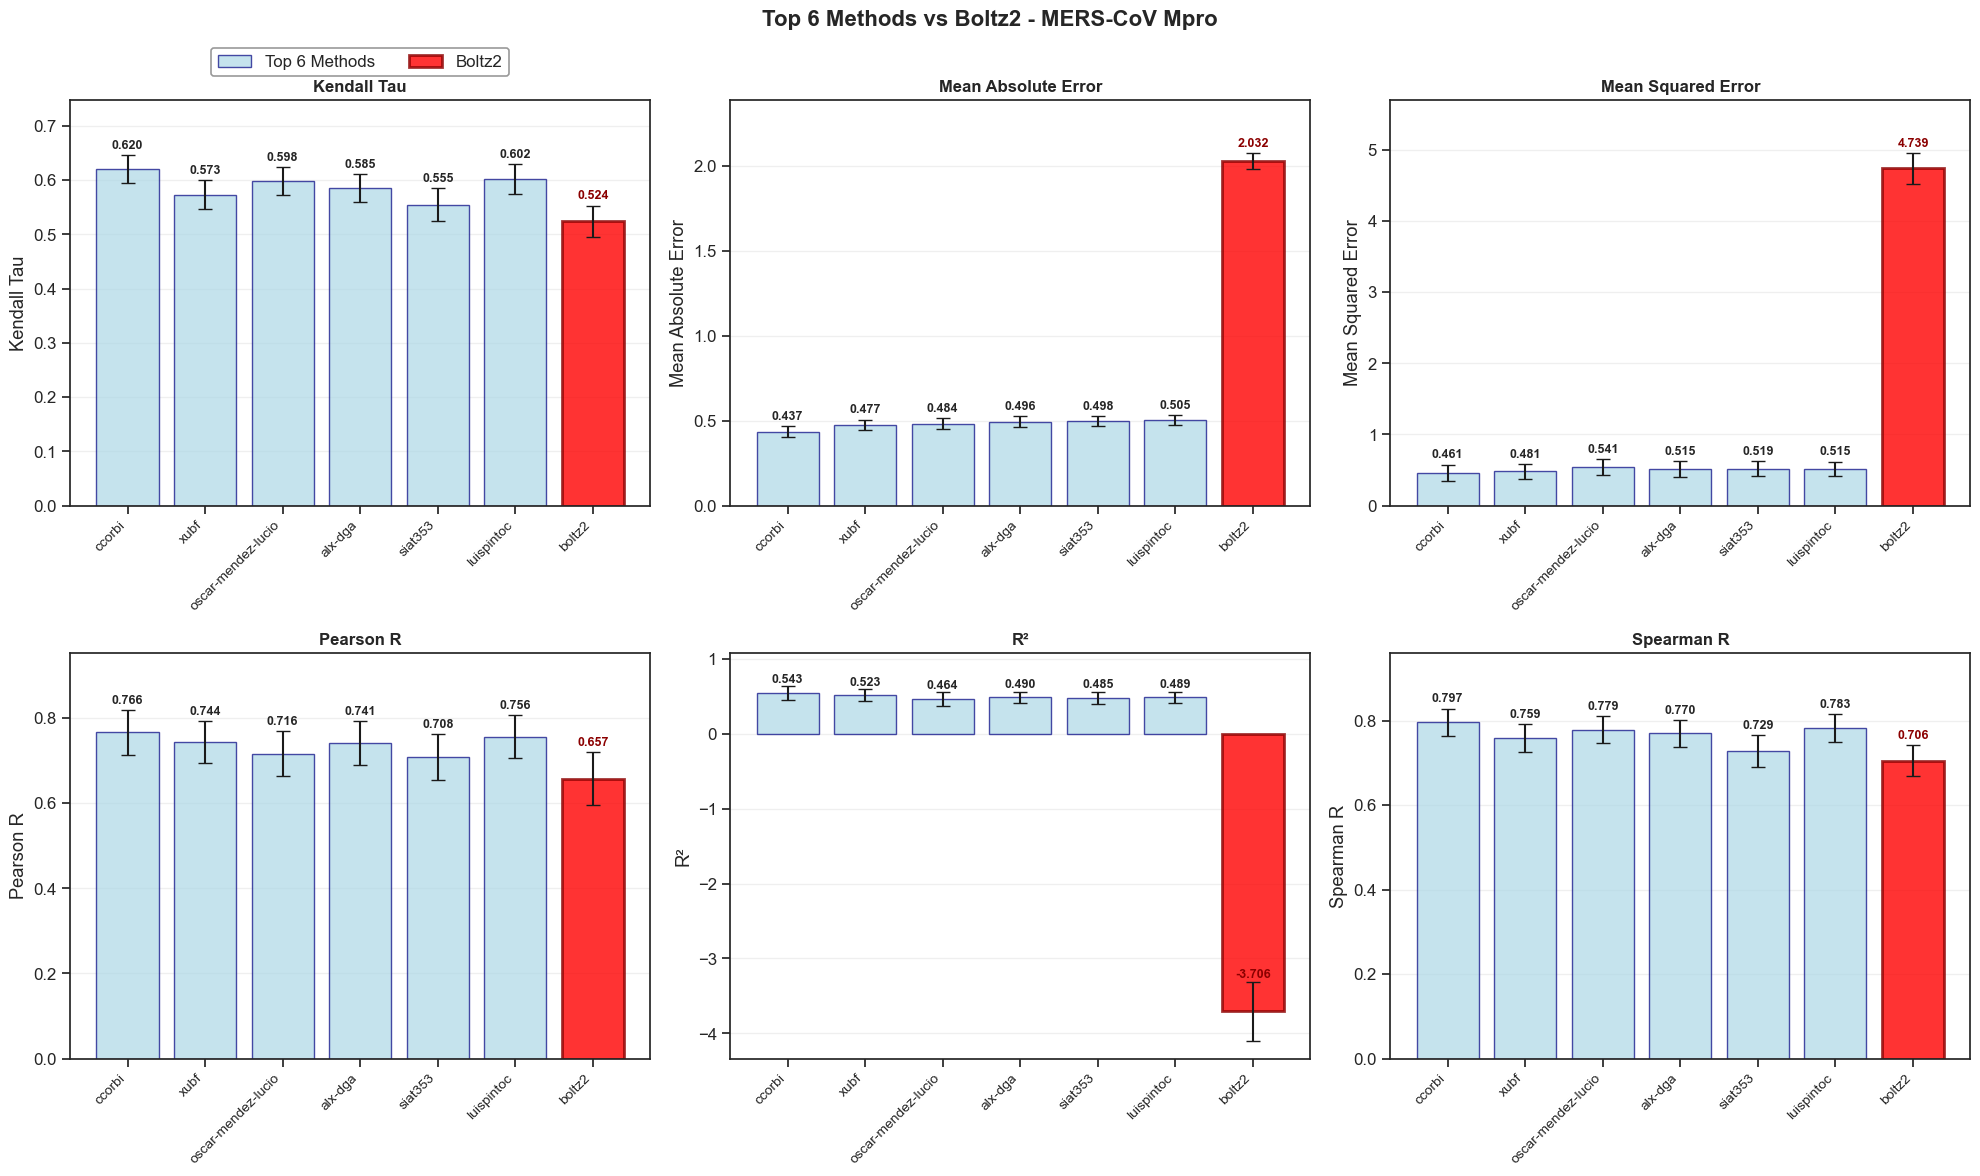 Top 6 Methods vs Boltz2 - MERS-CoV Mpro
Top 6 Methods
Boltz2
Kendall Tau
Kendall Tau
0.7
0.6
0.5
0.4
0.3
0.2
0.1
0.0
0.620
0.573
0.598
0.585
0.555
0.602
0.524
ccorbi
xubf
oscar-mendez-lucio
alx-dga
siat353
luispintoc
boltz2
Mean Absolute Error
Mean Absolute Error
2.0
1.5
1.0
0.5
0.0
0.437
0.477
0.484
0.496
0.498
0.505
2.032
ccorbi
xubf
oscar-mendez-lucio
alx-dga
siat353
luispintoc
boltz2
Mean Squared Error
Mean Squared Error
5
4
3
2
1
0
0.461
0.481
0.541
0.515
0.519
0.515
4.739
ccorbi
xubf
oscar-mendez-lucio
alx-dga
siat353
luispintoc
boltz2
Pearson R
Pearson R
0.8
0.6
0.4
0.2
0.0
0.766
0.744
0.716
0.741
0.708
0.756
0.657
ccorbi
xubf
oscar-mendez-lucio
alx-dga
siat353
luispintoc
boltz2
R²
R²
1
0
−1
−2
−3
−4
0.543
0.523
0.464
0.490
0.485
0.489
-3.706
ccorbi
xubf
oscar-mendez-lucio
alx-dga
siat353
luispintoc
boltz2
Spearman R
Spearman R
0.8
0.6
0.4
0.2
0.0
0.797
0.759
0.779
0.770
0.729
0.783
0.706
ccorbi
xubf
oscar-mendez-lucio
alx-dga
siat353
luispintoc
boltz2